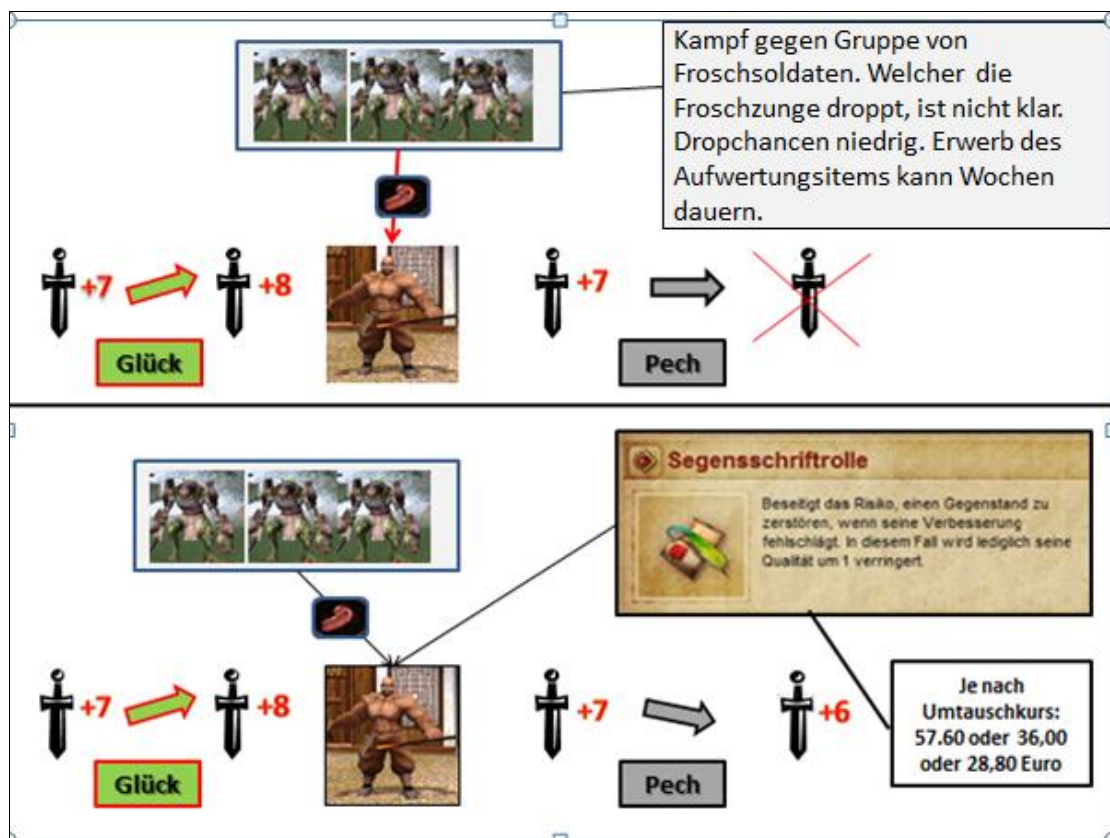 Kampf gegen Gruppe von
Froschsoldaten. Welcher die
Froschzunge droppt, ist nicht klar.
Dropchancen niedrig. Erwerb des
Aufwertungsitems kann Wochen
dauern.
+7
+8
+7
Glück
Pech
Segensschriftrolle
Beseitigt das Risiko, einen Gegenstand zu
zerstören, wenn seine Verbesserung
fehlschlägt. In diesem Fall wird lediglich seine
Qualität um 1 verringert.
+7
+8
+7
+6
Glück
Pech
Je nach
Umtauschkurs:
57.60 oder 36,00
oder 28,80 Euro